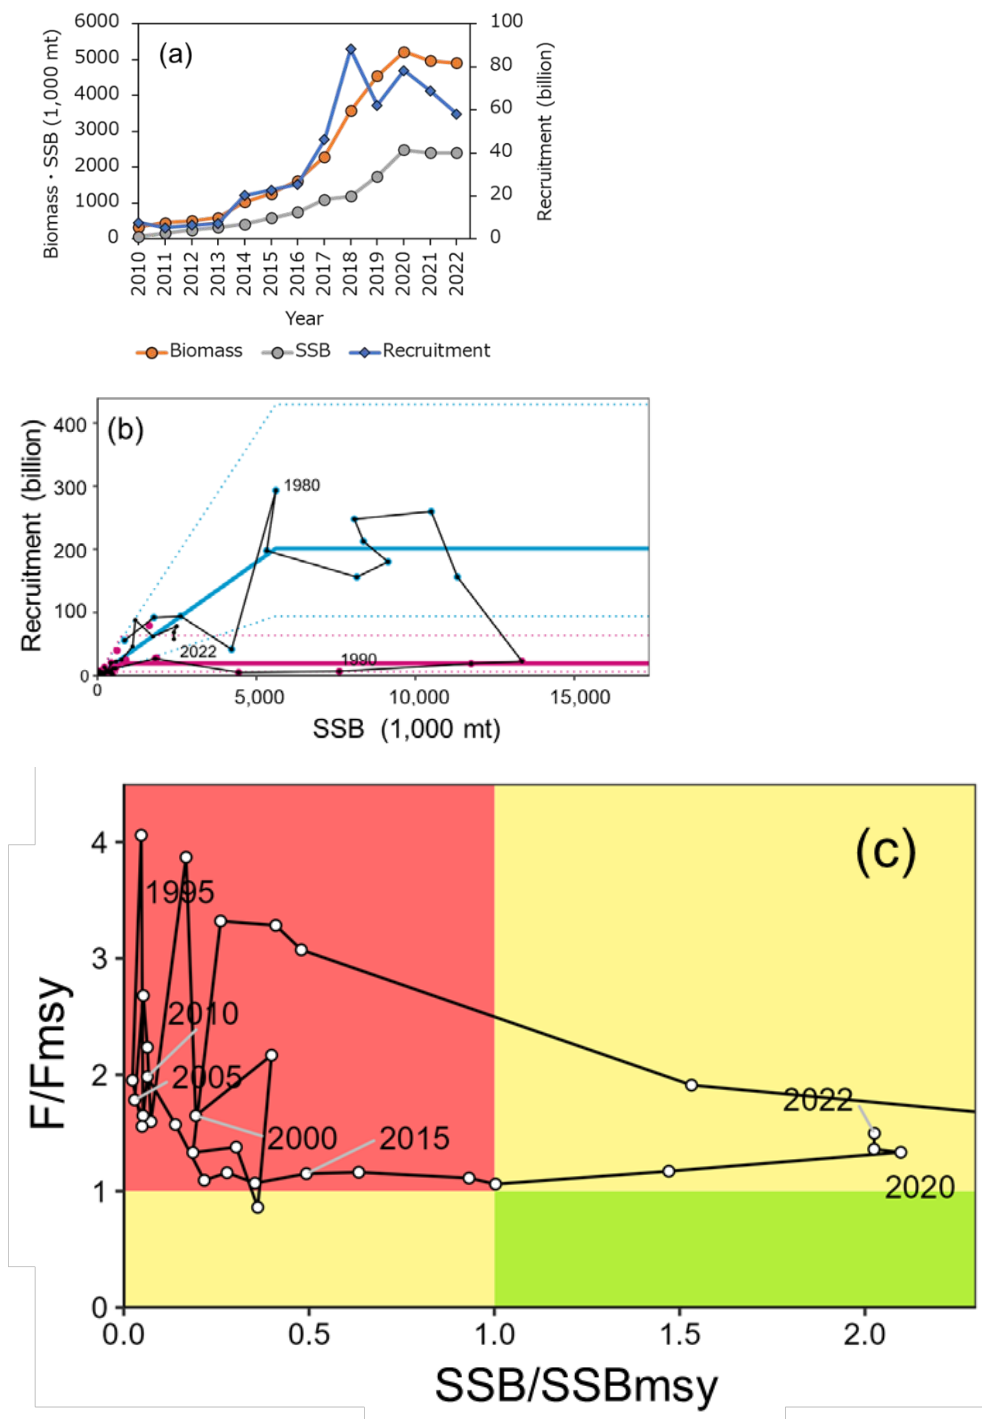 (a)
6000
5000
4000
3000
2000
1000
0
Biomass・SSB (1,000 mt)
100
80
60
40
20
0
Recruitment (billion)
2010 2011 2012 2013 2014 2015 2016 2017 2018 2019 2020 2021 2022
Year
Biomass SSB Recruitment
(b)
400
300
200
100
0
Recruitment (billion)
1980
2022
1990
0 5,000 10,000 15,000
SSB (1,000 mt)
(c)
4
3
2
1
0
F/Fmsy
1995
2010
2005
2000
2015
2022
2020
0.0 0.5 1.0 1.5 2.0
SSB/SSBmsy